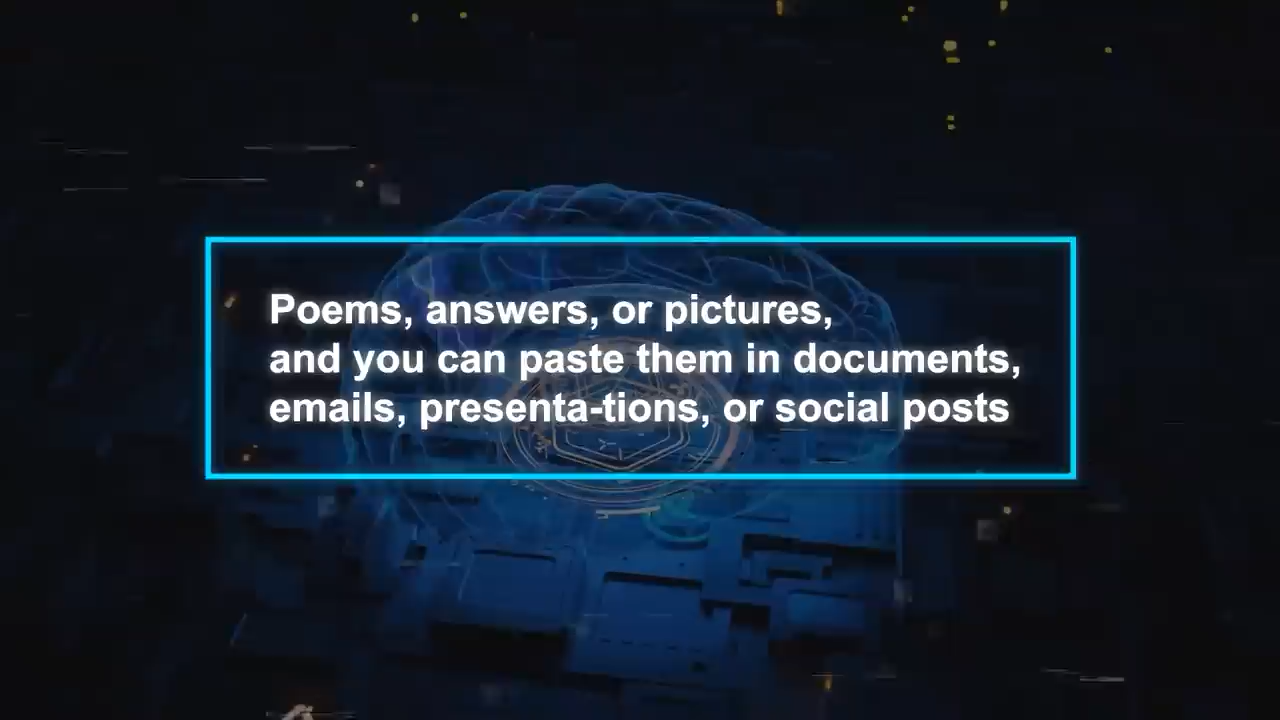 Poems, answers, or pictures,
and you can paste them in documents,
emails, presenta-tions, or social posts